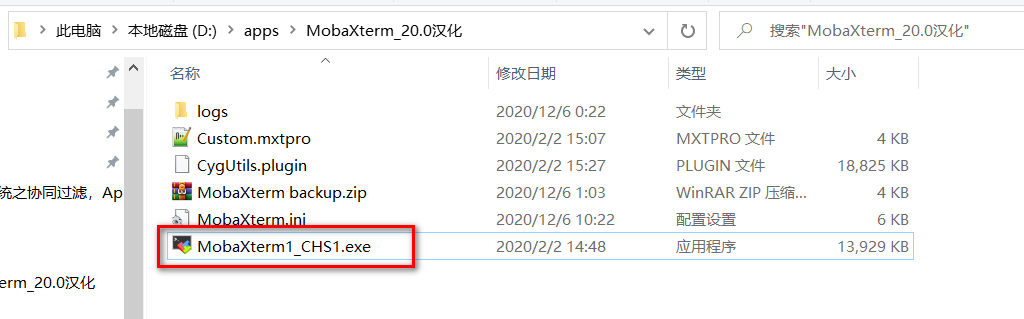 此电脑 > 本地磁盘 (D:) > apps > MobaXterm_20.0汉化
搜索"MobaXterm_20.0汉化"
名称 修改日期 类型 大小
logs 2020/12/6 0:22 文件夹
Custom.mxtpro 2020/2/2 15:07 MXTPRO 文件 4 KB
CygUtils.plugin 2020/2/2 15:27 PLUGIN 文件 18,825 KB
统之协同过滤，Ap
MobaXterm backup.zip 2020/12/6 1:03 WinRAR ZIP 压缩... 4 KB
MobaXterm.ini 2020/12/6 10:22 配置设置 6 KB
MobaXterm1_CHS1.exe 2020/2/2 14:48 应用程序 13,929 KB
erm_20.0汉化